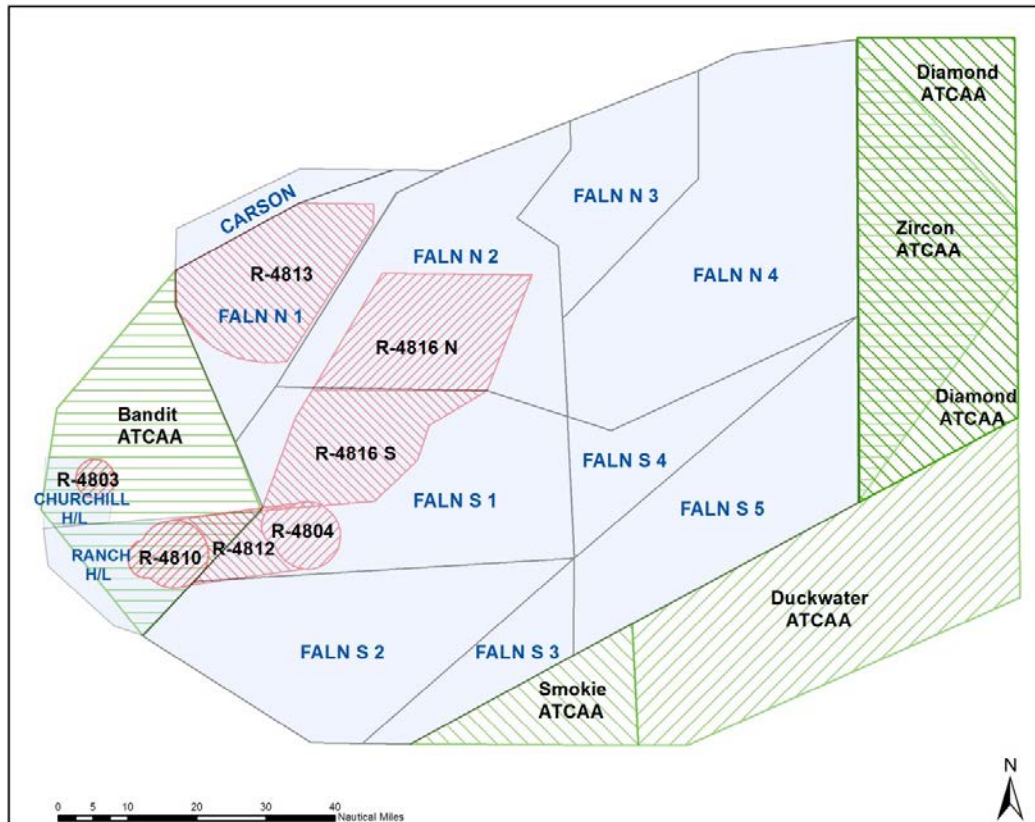 Diamond
ATCAA
CARSON
FALN N 3
Zircon
ATCAA
FALN N 2
R-4813
FALN N 4
FALN N 1
R-4816 N
Diamond
ATCAA
Bandit
ATCAA
R-4816 S
FALN S 4
R-4803
CHURCHILL
H/L
FALN S 1
FALN S 5
R-4804
R-4812
R-4810
RANCH
H/L
Duckwater
ATCAA
FALN S 2
FALN S 3
Smokie
ATCAA
N
0 5 10 20 30 40
Nautical Miles